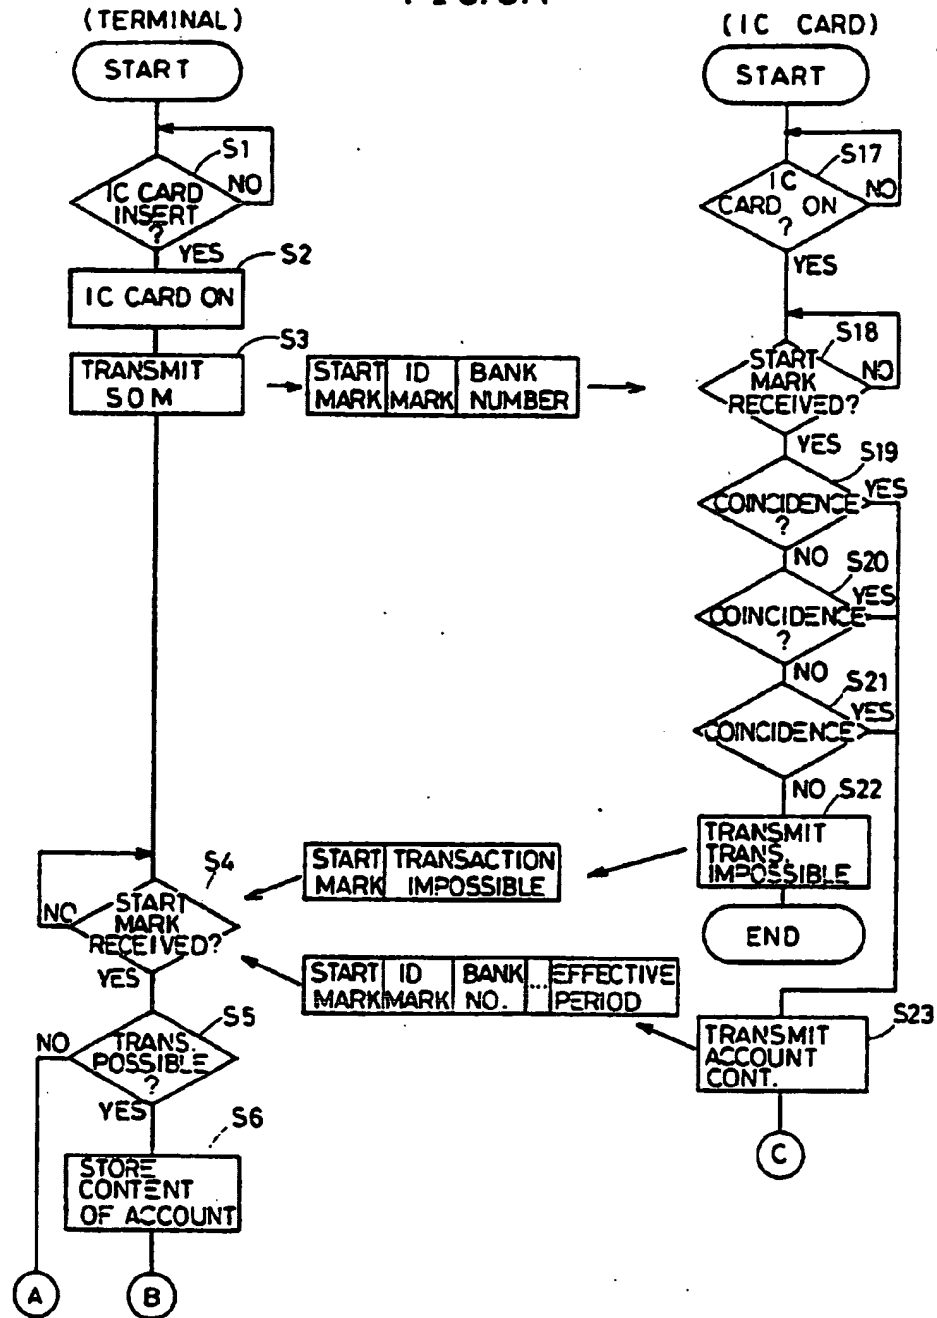 (TERMINAL)
START
S1
IC CARD
INSERT
?
NO
YES
S2
IC CARD ON
S3
TRANSMIT
SOM
START
MARK
ID
MARK
BANK
NUMBER
(IC CARD)
START
S17
IC
CARD ON
?
NO
YES
S18
START
MARK
RECEIVED?
NO
YES
S19
COINCIDENCE
?
YES
NO
S20
COINCIDENCE
?
YES
NO
S21
COINCIDENCE
YES
NO
S22
TRANSMIT
TRANS.
IMPOSSIBLE
END
START
MARK
TRANSACTION
IMPOSSIBLE
S4
START
MARK
RECEIVED?
NO
YES
START
MARK
ID
MARK
BANK
NO.
...
EFFECTIVE
PERIOD
S23
TRANSMIT
ACCOUNT
CONT.
C
S5
TRANS.
POSSIBLE
?
NO
YES
S6
STORE
CONTENT
OF ACCOUNT
A
B